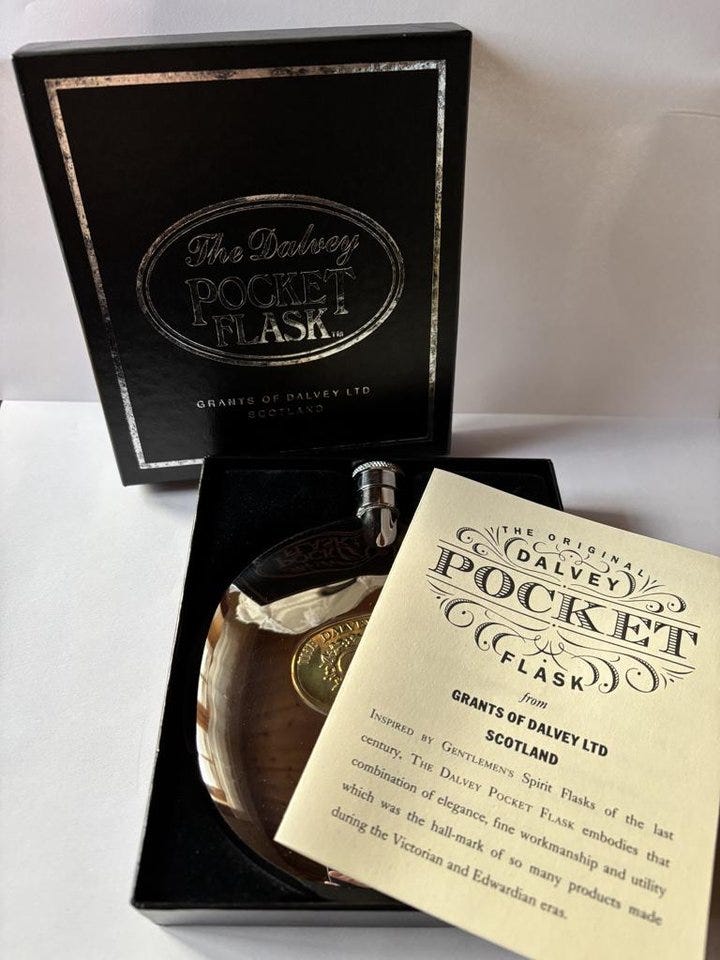 The Dalvey
POCKET
FLASK™
GRANTS OF DALVEY LTD
SCOTLAND
THE DALVEY
THE ORIGINAL
DALVEY
POCKET
FLASK
from
GRANTS OF DALVEY LTD
SCOTLAND
INSPIRED BY GENTLEMEN'S Spirit Flasks of the last
century, THE DALVEY POCKET FLASK embodies that
combination of elegance, fine workmanship and utility
which was the hall-mark of so many products made
during the Victorian and Edwardian eras.